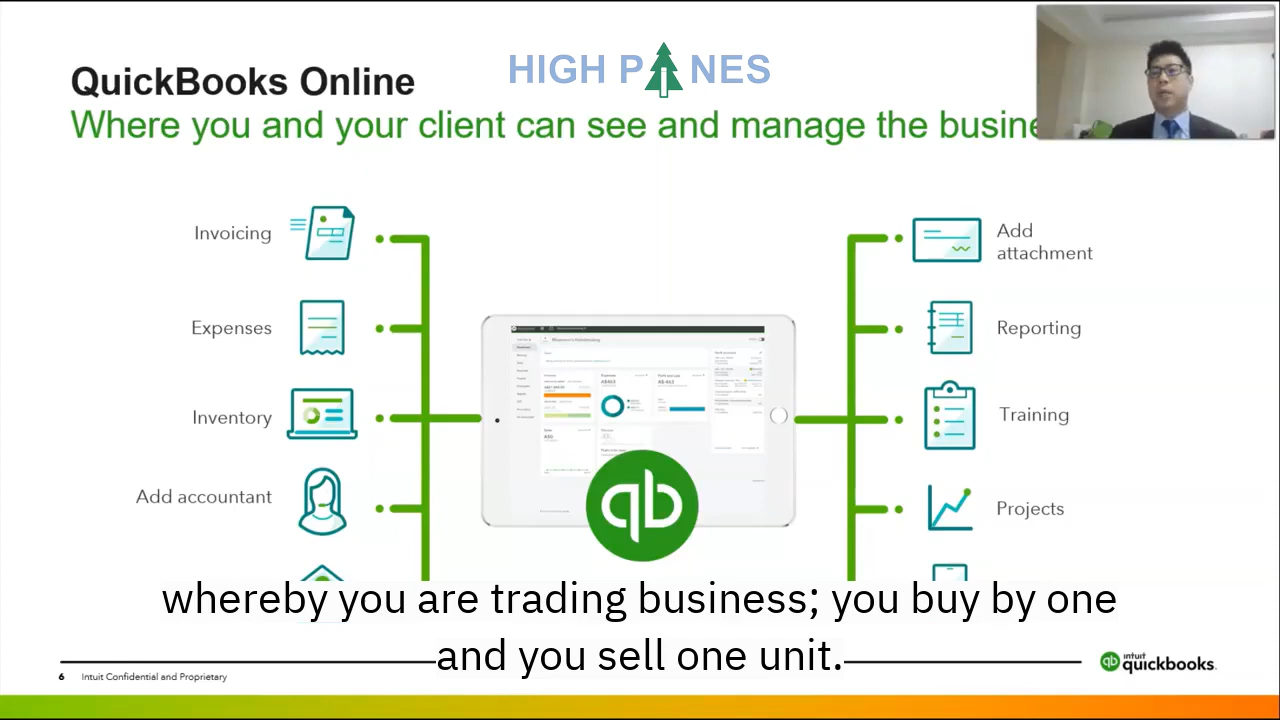 HIGH PINES
QuickBooks Online
Where you and your client can see and manage the busine
Invoicing
Expenses
Inventory
Add accountant
Add
attachment
Reporting
Training
Projects
qb
whereby you are trading business; you buy by one
and you sell one unit.
6 Intuit Confidential and Proprietary
intuit
quickbooks.